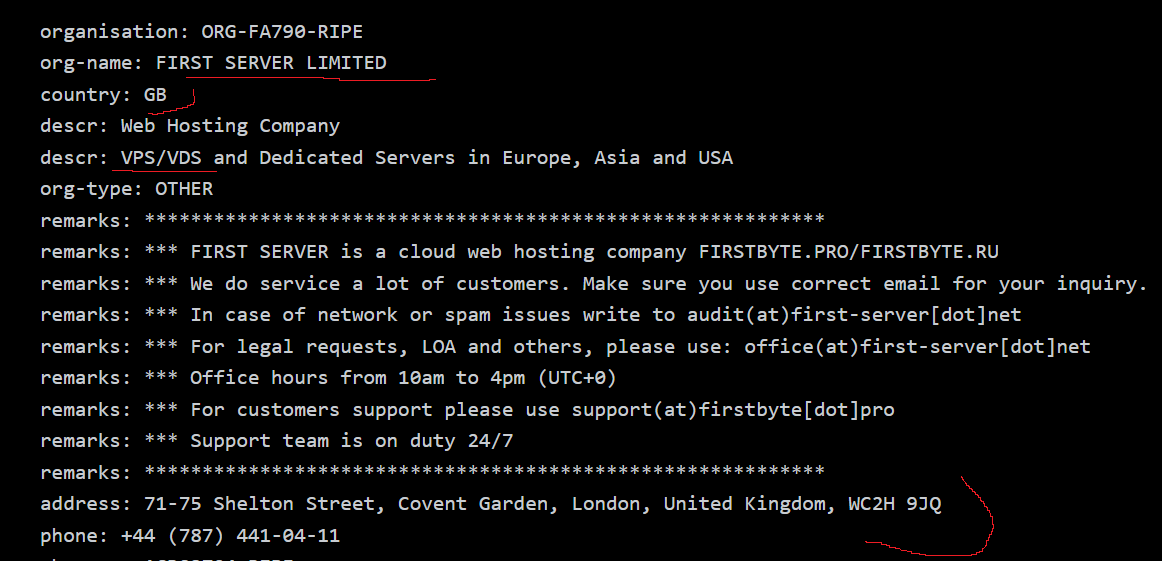 organisation: ORG-FA790-RIPE
org-name: FIRST SERVER LIMITED
country: GB
descr: Web Hosting Company
descr: VPS/VDS and Dedicated Servers in Europe, Asia and USA
org-type: OTHER
remarks: ***********************************************************
remarks: *** FIRST SERVER is a cloud web hosting company FIRSTBYTE.PRO/FIRSTBYTE.RU
remarks: *** We do service a lot of customers. Make sure you use correct email for your inquiry.
remarks: *** In case of network or spam issues write to audit(at)first-server[dot]net
remarks: *** For legal requests, LOA and others, please use: office(at)first-server[dot]net
remarks: *** Office hours from 10am to 4pm (UTC+0)
remarks: *** For customers support please use support(at)firstbyte[dot]pro
remarks: *** Support team is on duty 24/7
remarks: ***********************************************************
address: 71-75 Shelton Street, Covent Garden, London, United Kingdom, WC2H 9JQ
phone: +44 (787) 441-04-11